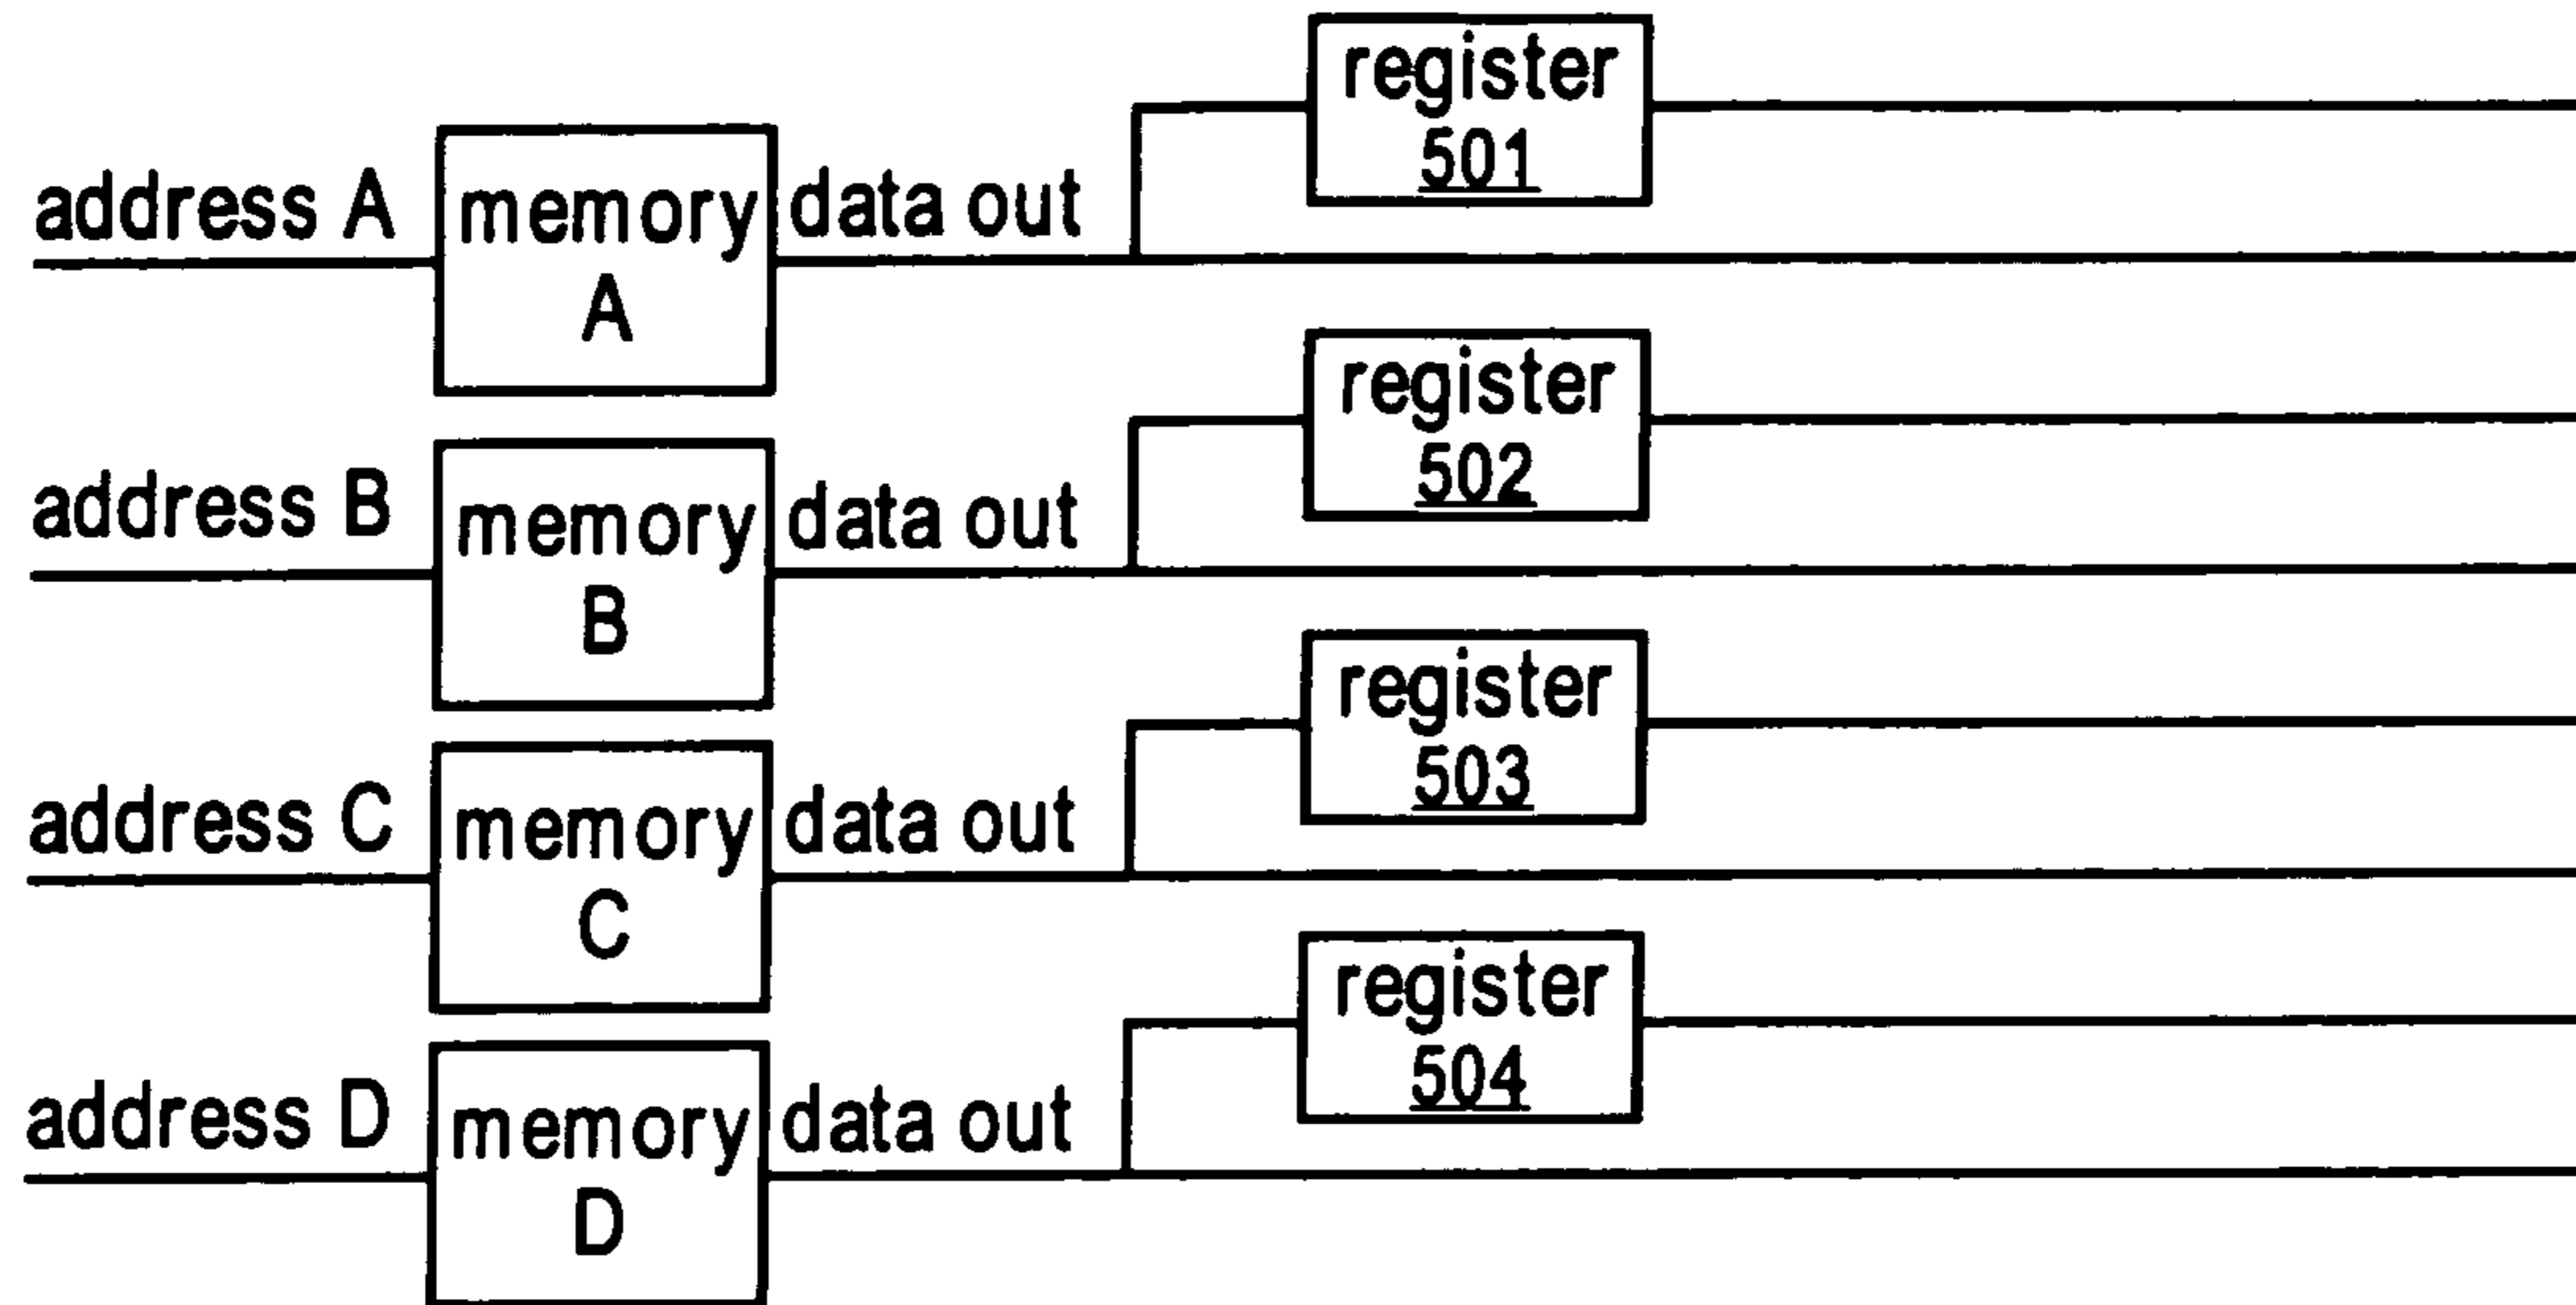 register
501
address A
memory
A
data out
register
502
address B
memory
B
data out
register
503
address C
memory
C
data out
register
504
address D
memory
D
data out